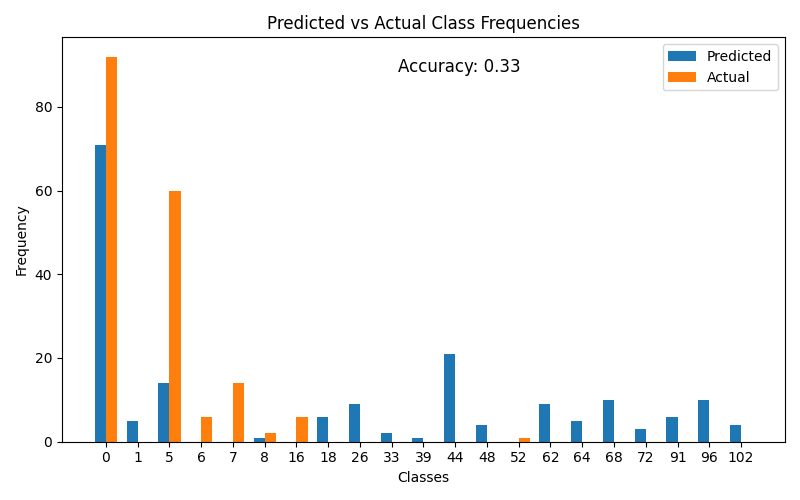 Predicted vs Actual Class Frequencies
Accuracy: 0.33
Predicted
Actual
Frequency
80
60
40
20
0
0 1 5 6 7 8 16 18 26 33 39 44 48 52 62 64 68 72 91 96 102
Classes